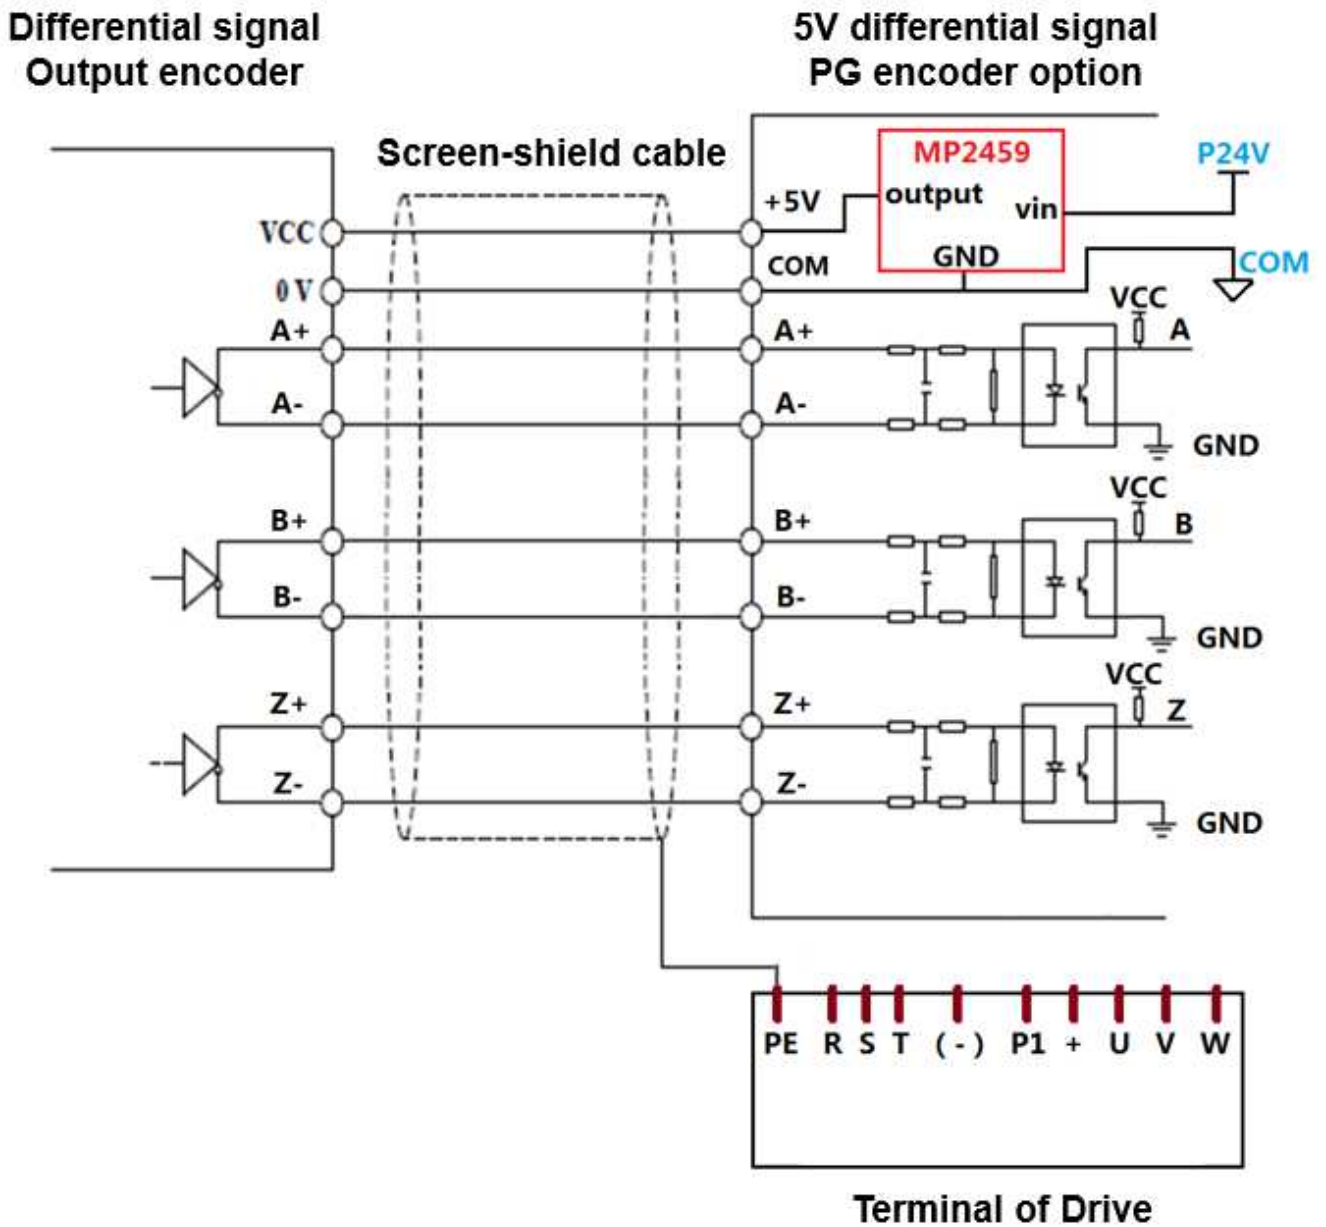 Differential signal
Output encoder
5V differential signal
PG encoder option
Screen-shield cable
MP2459
P24V
output
vin
GND
+5V
COM
COM
VCC
0 V
A+
A-
B+
B-
Z+
Z-
A+
A-
B+
B-
Z+
Z-
VCC
A
GND
VCC
B
GND
VCC
Z
GND
PE R S T (-) P1 + U V W
Terminal of Drive